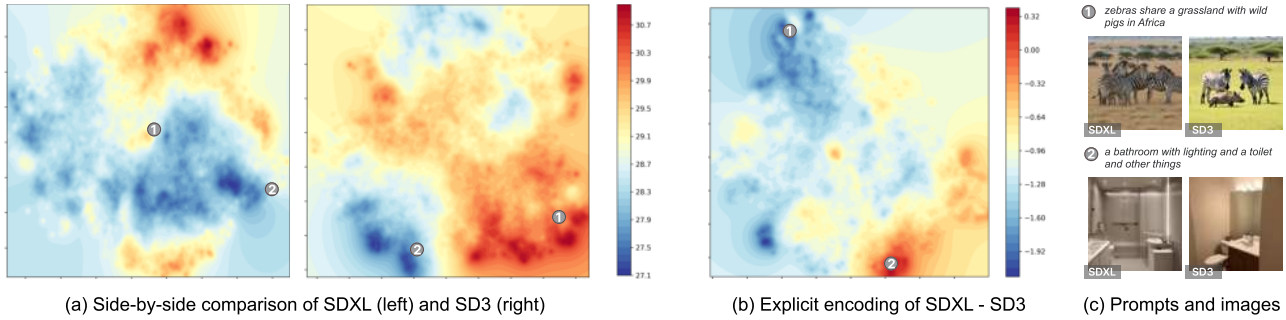 1
2
1
2
30.7
30.3
29.9
29.5
29.1
28.7
28.3
27.9
27.5
27.1
(a) Side-by-side comparison of SDXL (left) and SD3 (right)
1
2
0.32
0.00
−0.32
−0.64
−0.96
−1.28
−1.60
−1.92
(b) Explicit encoding of SDXL - SD3
1 zebras share a grassland with wild
pigs in Africa
SDXL SD3
2 a bathroom with lighting and a toilet
and other things
SDXL SD3
(c) Prompts and images